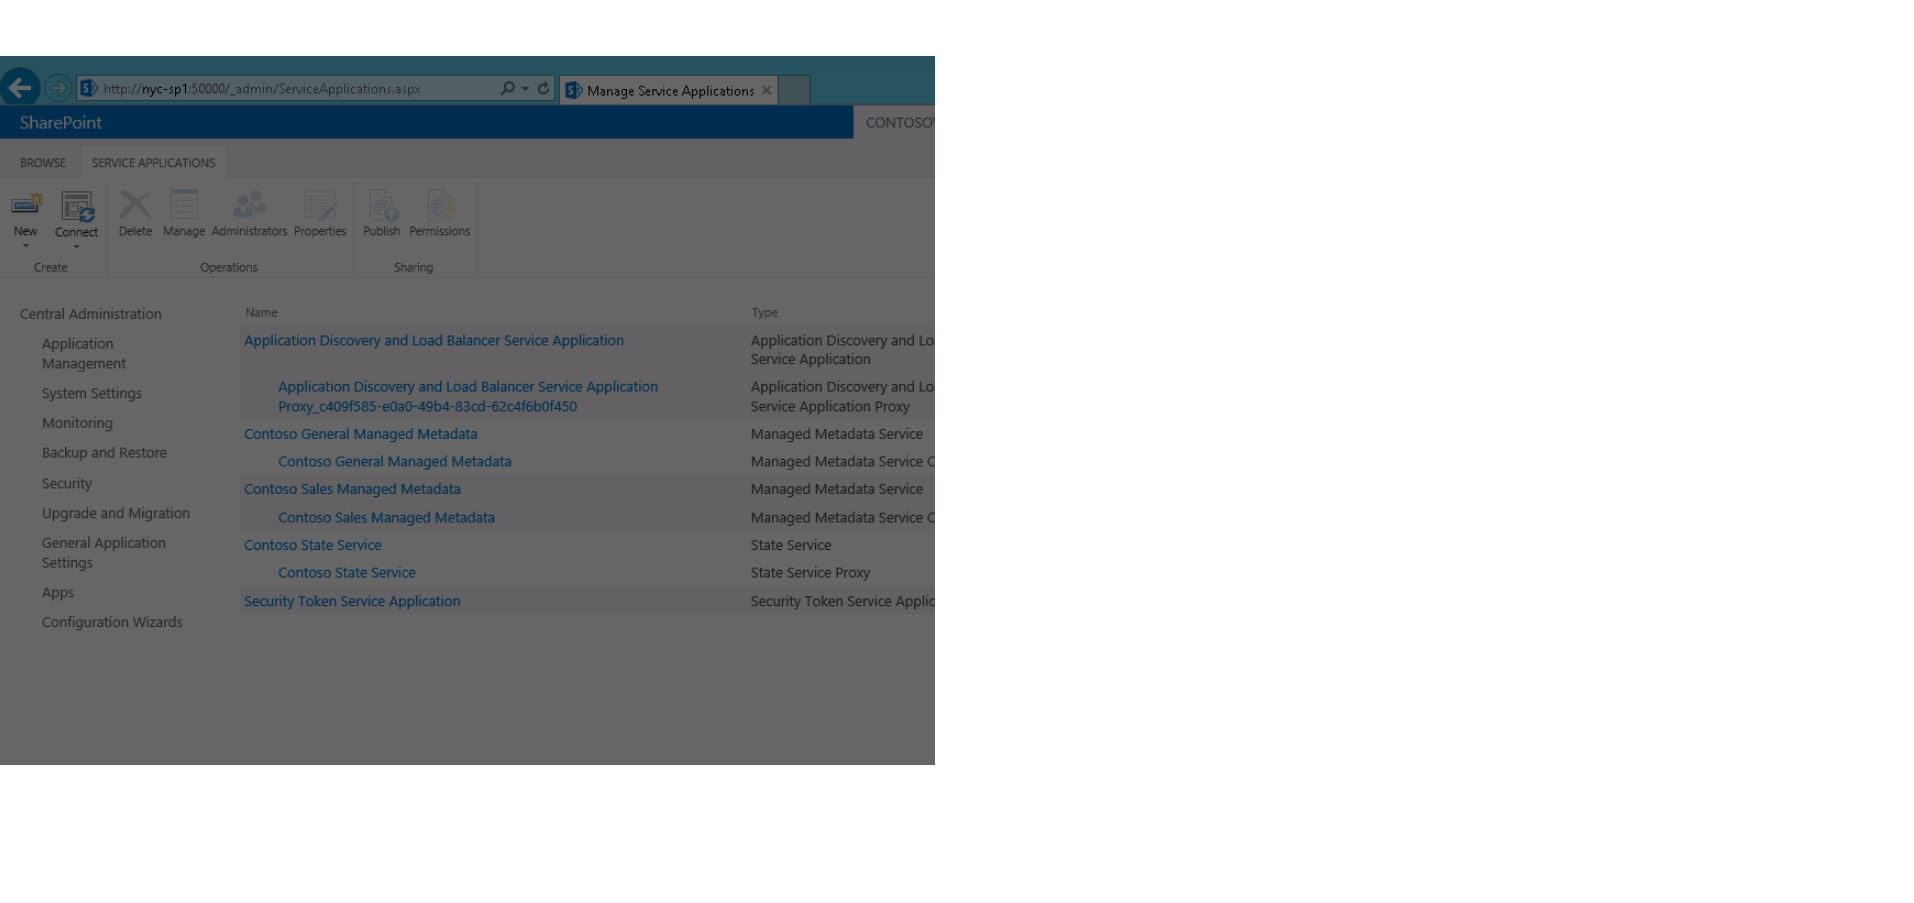 http://nyc-sp1:50000/_admin/ServiceApplications.aspx
Manage Service Applications
SharePoint
CONTOSO
BROWSE
SERVICE APPLICATIONS
New
Connect
Delete
Manage
Administrators
Properties
Publish
Permissions
Create
Operations
Sharing
Central Administration
Application
Management
System Settings
Monitoring
Backup and Restore
Security
Upgrade and Migration
General Application
Settings
Apps
Configuration Wizards
Name
Type
Application Discovery and Load Balancer Service Application
Application Discovery and Lo
Service Application
Application Discovery and Load Balancer Service Application
Proxy_c409f585-e0a0-49b4-83cd-62c4f6b0f450
Application Discovery and Lo
Service Application Proxy
Contoso General Managed Metadata
Managed Metadata Service
Contoso General Managed Metadata
Managed Metadata Service C
Contoso Sales Managed Metadata
Managed Metadata Service
Contoso Sales Managed Metadata
Managed Metadata Service C
Contoso State Service
State Service
Contoso State Service
State Service Proxy
Security Token Service Application
Security Token Service Applic